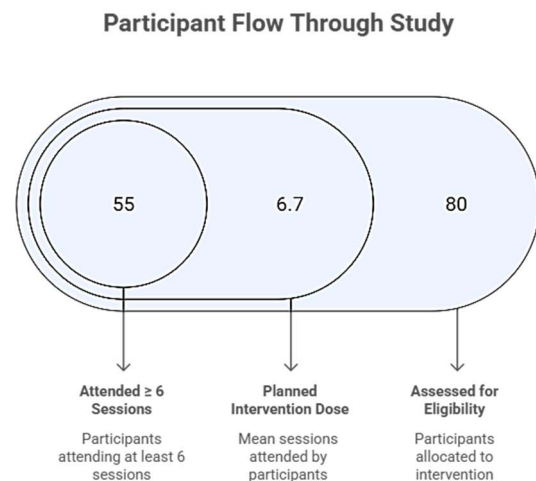 Participant Flow Through Study
55
6.7
80
Attended ≥ 6
Sessions
Participants
attending at least 6
sessions
Planned
Intervention Dose
Mean sessions
attended by
participants
Assessed for
Eligibility
Participants
allocated to
intervention